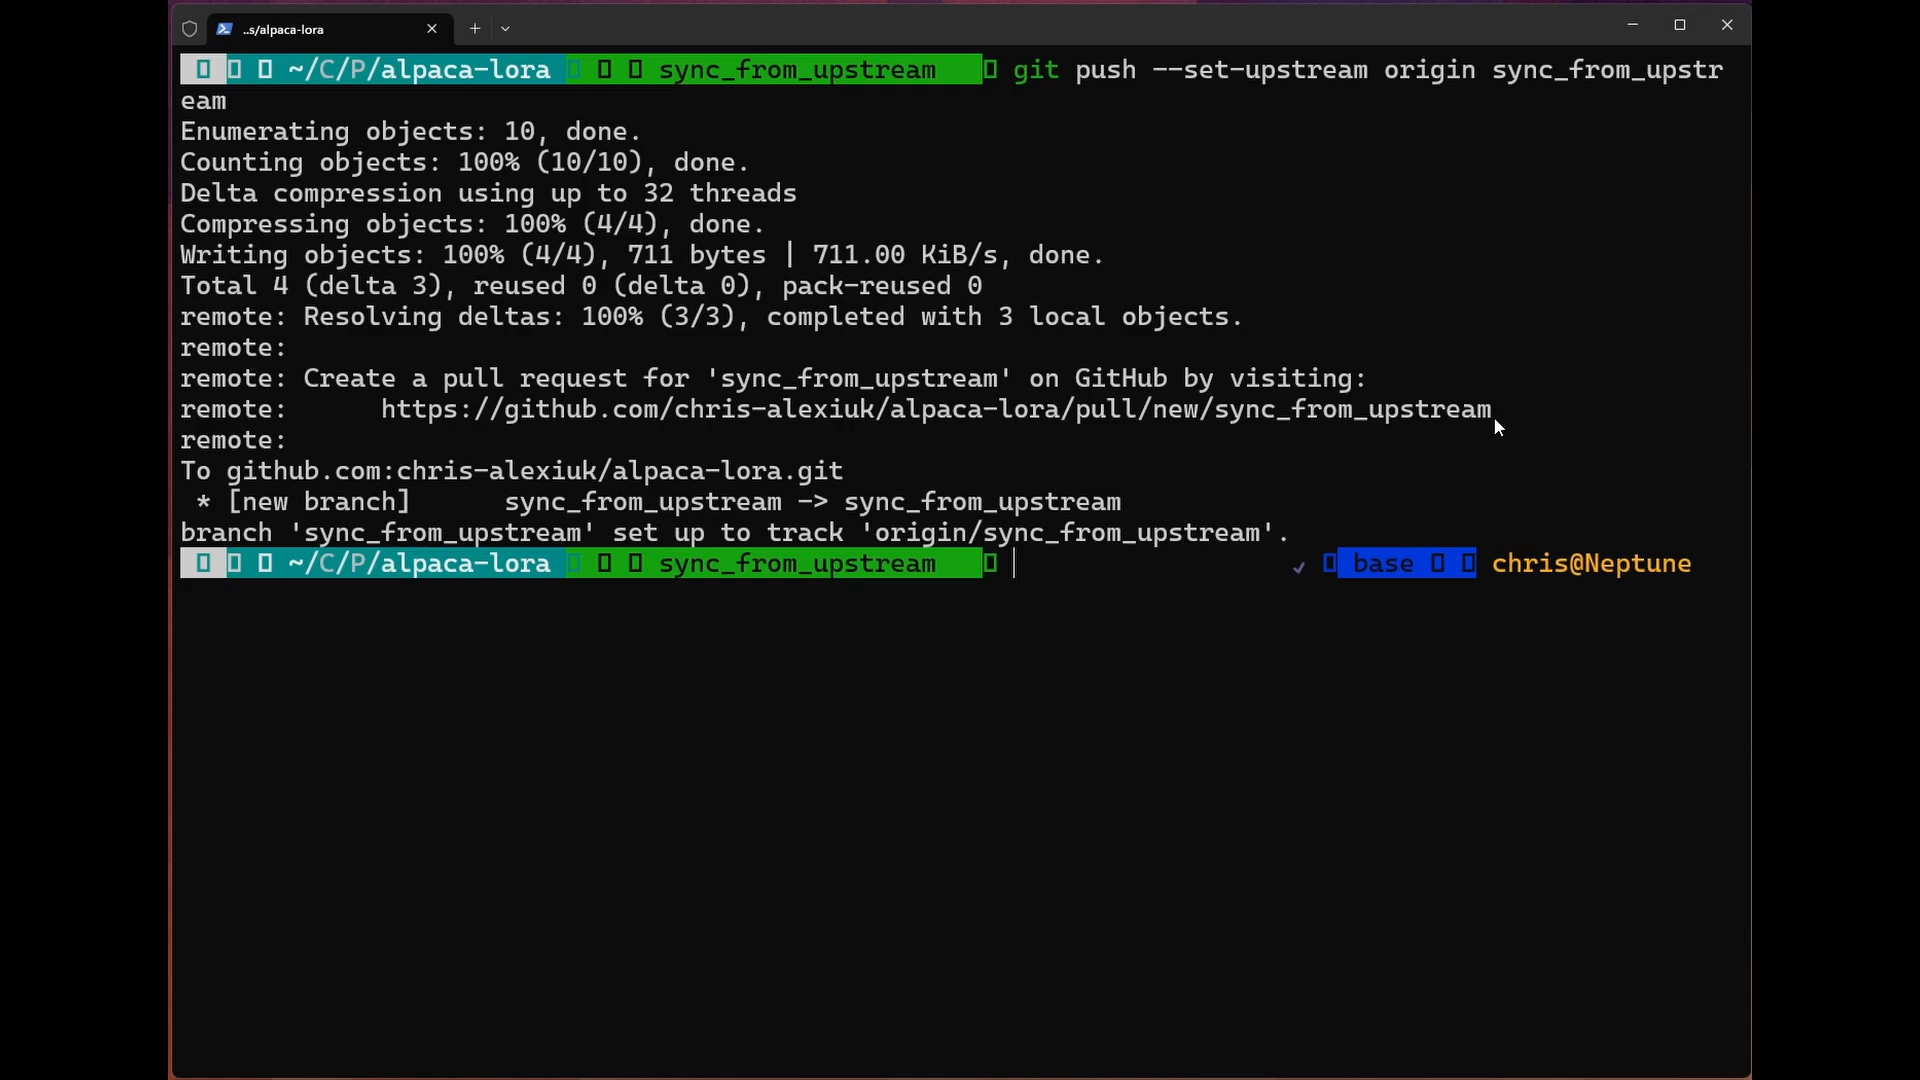 ..s/alpaca-lora
~/C/P/alpaca-lora sync_from_upstream git push --set-upstream origin sync_from_upstr
eam
Enumerating objects: 10, done.
Counting objects: 100% (10/10), done.
Delta compression using up to 32 threads
Compressing objects: 100% (4/4), done.
Writing objects: 100% (4/4), 711 bytes | 711.00 KiB/s, done.
Total 4 (delta 3), reused 0 (delta 0), pack-reused 0
remote: Resolving deltas: 100% (3/3), completed with 3 local objects.
remote:
remote: Create a pull request for 'sync_from_upstream' on GitHub by visiting:
remote:      https://github.com/chris-alexiuk/alpaca-lora/pull/new/sync_from_upstream
remote:
To github.com:chris-alexiuk/alpaca-lora.git
 * [new branch]      sync_from_upstream -> sync_from_upstream
branch 'sync_from_upstream' set up to track 'origin/sync_from_upstream'.
~/C/P/alpaca-lora sync_from_upstream ✓ base chris@Neptune